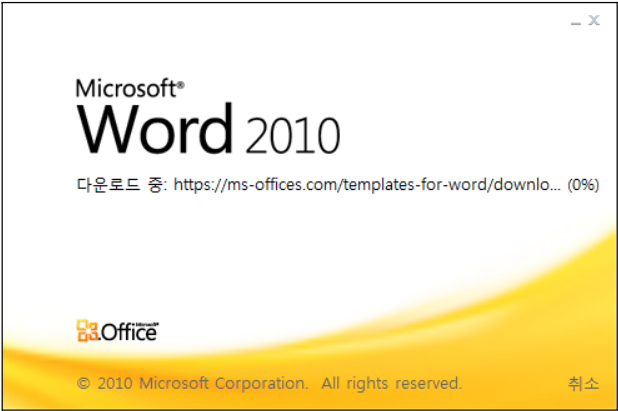 Microsoft®
Word 2010
다운로드 중: https://ms-offices.com/templates-for-word/downlo... (0%)
Microsoft®
Office
© 2010 Microsoft Corporation. All rights reserved.
취소